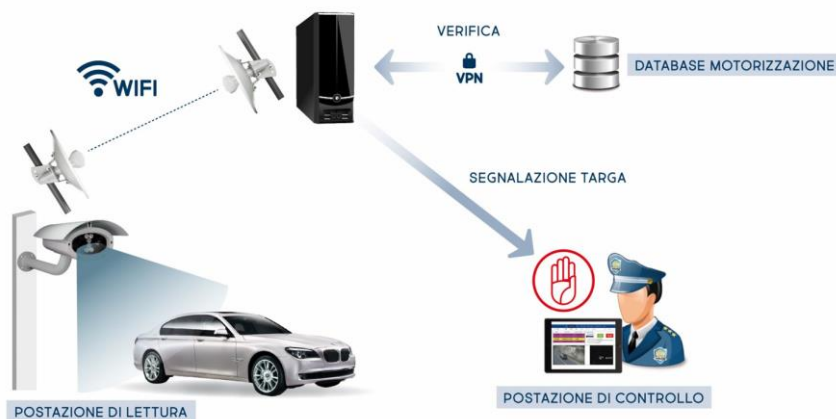 VERIFICA
VPN
DATABASE MOTORIZZAZIONE
WIFI
SEGNALAZIONE TARGA
POSTAZIONE DI CONTROLLO
POSTAZIONE DI LETTURA